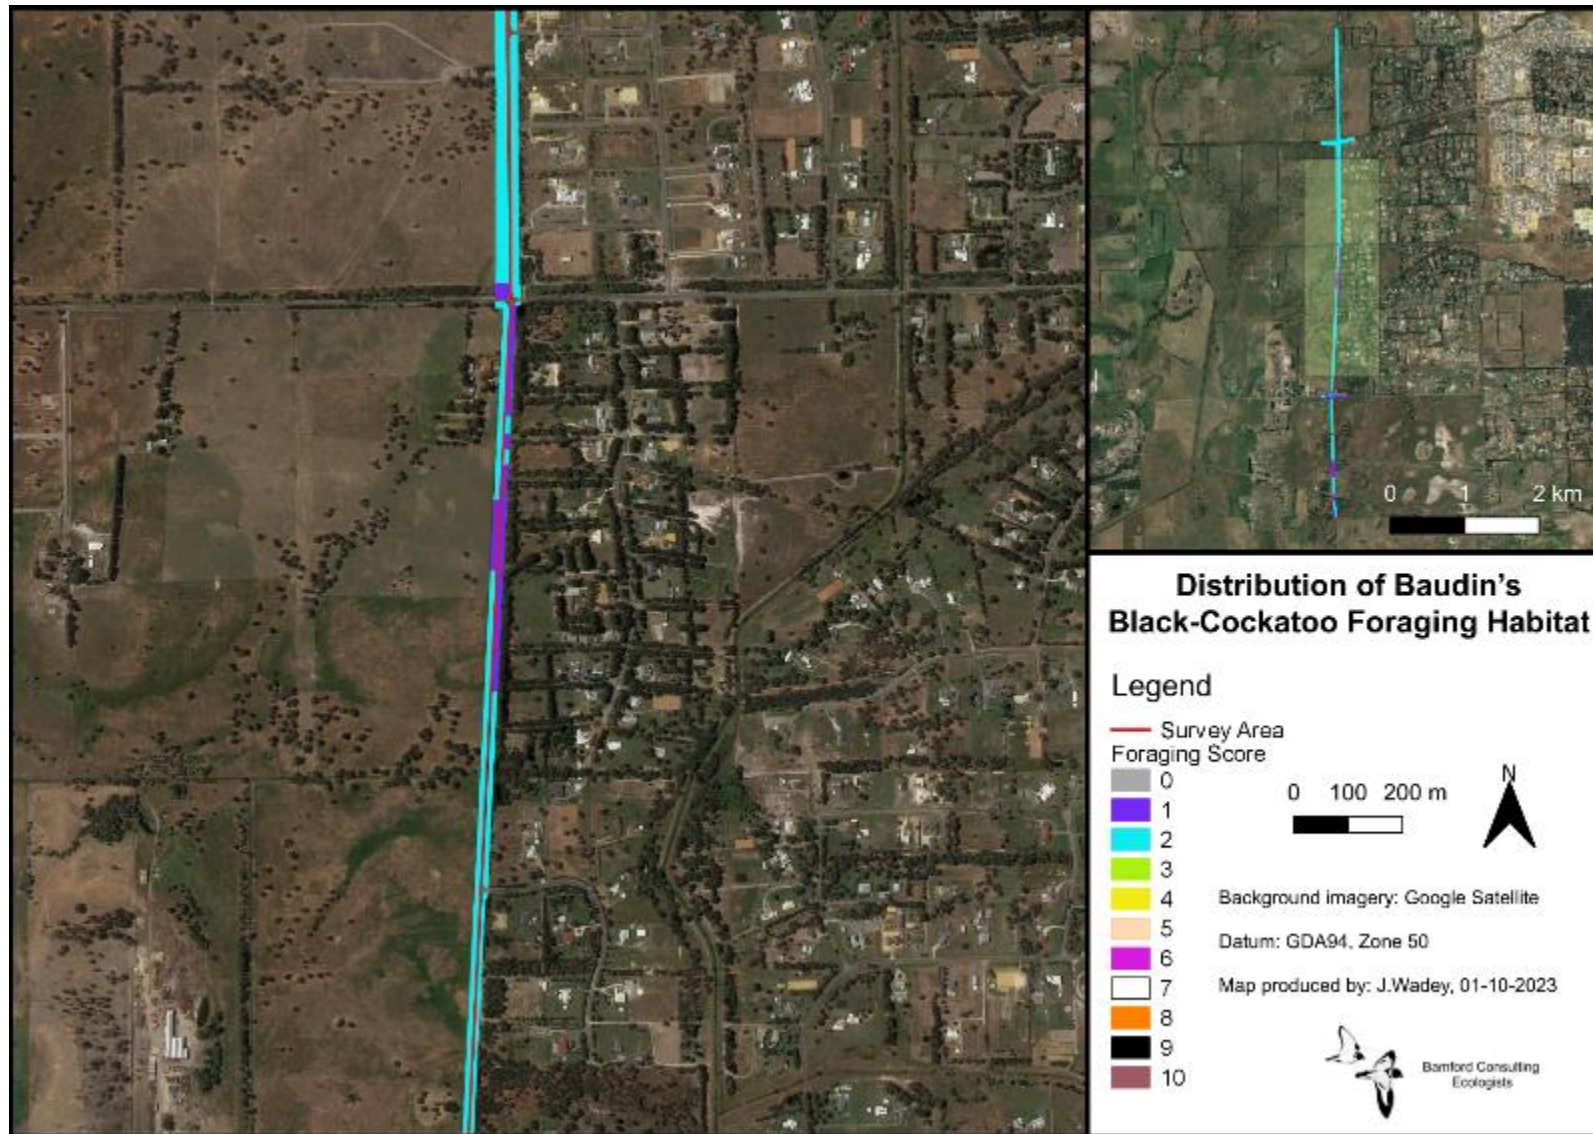 0 1 2 km
Distribution of Baudin's
Black-Cockatoo Foraging Habitat
Legend
Survey Area
Foraging Score
0
1
2
3
4
5
6
7
8
9
10
0 100 200 m
N
Background imagery: Google Satellite
Datum: GDA94, Zone 50
Map produced by: J.Wadey, 01-10-2023
Bamford Consulting
Ecologists